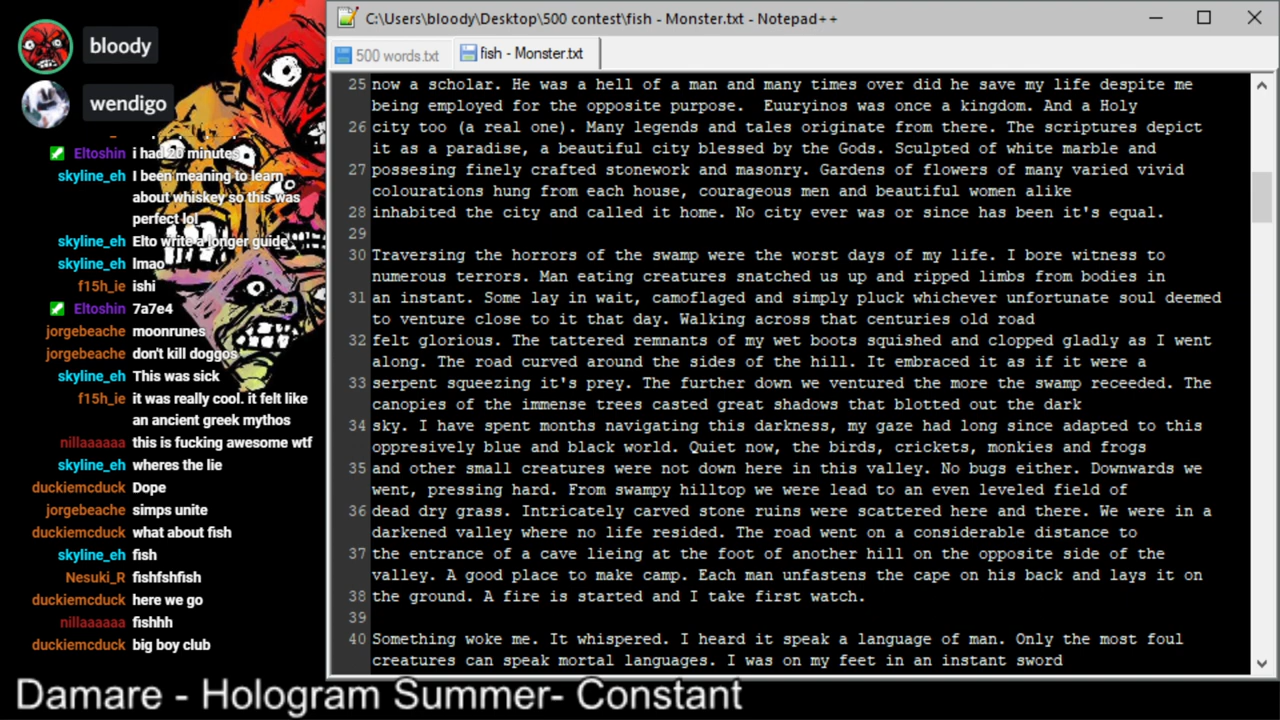 C:\Users\bloody\Desktop\500 contest\fish - Monster.txt - Notepad++
500 words.txt
fish - Monster.txt
bloody
wendigo
Eltoshin i had 20 minutes
skyline_eh I been meaning to learn
about whiskey so this was
perfect lol
skyline_eh Elto write a longer guide
skyline_eh lmao
f15h_ie ishi
Eltoshin 7a7e4
jorgebeache moonrunes
jorgebeache don't kill doggos
skyline_eh This was sick
f15h_ie it was really cool. it felt like
an ancient greek mythos
nillaaaaaa this is fucking awesome wtf
skyline_eh wheres the lie
duckiemcduck Dope
jorgebeache simps unite
duckiemcduck what about fish
skyline_eh fish
Nesuki_R fishfshfish
duckiemcduck here we go
nillaaaaaa fishhh
duckiemcduck big boy club
25 now a scholar. He was a hell of a man and many times over did he save my life despite me
being employed for the opposite purpose.  Euuryinos was once a kingdom. And a Holy
26 city too (a real one). Many legends and tales originate from there. The scriptures depict
it as a paradise, a beautiful city blessed by the Gods. Sculpted of white marble and
27 possesing finely crafted stonework and masonry. Gardens of flowers of many varied vivid
colourations hung from each house, courageous men and beautiful women alike
28 inhabited the city and called it home. No city ever was or since has been it's equal.
29
30 Traversing the horrors of the swamp were the worst days of my life. I bore witness to
numerous terrors. Man eating creatures snatched us up and ripped limbs from bodies in
31 an instant. Some lay in wait, camoflaged and simply pluck whichever unfortunate soul deemed
to venture close to it that day. Walking across that centuries old road
32 felt glorious. The tattered remnants of my wet boots squished and clopped gladly as I went
along. The road curved around the sides of the hill. It embraced it as if it were a
33 serpent squeezing it's prey. The further down we ventured the more the swamp receeded. The
canopies of the immense trees casted great shadows that blotted out the dark
34 sky. I have spent months navigating this darkness, my gaze had long since adapted to this
oppresively blue and black world. Quiet now, the birds, crickets, monkies and frogs
35 and other small creatures were not down here in this valley. No bugs either. Downwards we
went, pressing hard. From swampy hilltop we were lead to an even leveled field of
36 dead dry grass. Intricately carved stone ruins were scattered here and there. We were in a
darkened valley where no life resided. The road went on a considerable distance to
37 the entrance of a cave lieing at the foot of another hill on the opposite side of the
valley. A good place to make camp. Each man unfastens the cape on his back and lays it on
38 the ground. A fire is started and I take first watch.
39
40 Something woke me. It whispered. I heard it speak a language of man. Only the most foul
creatures can speak mortal languages. I was on my feet in an instant sword
Damare - Hologram Summer- Constant